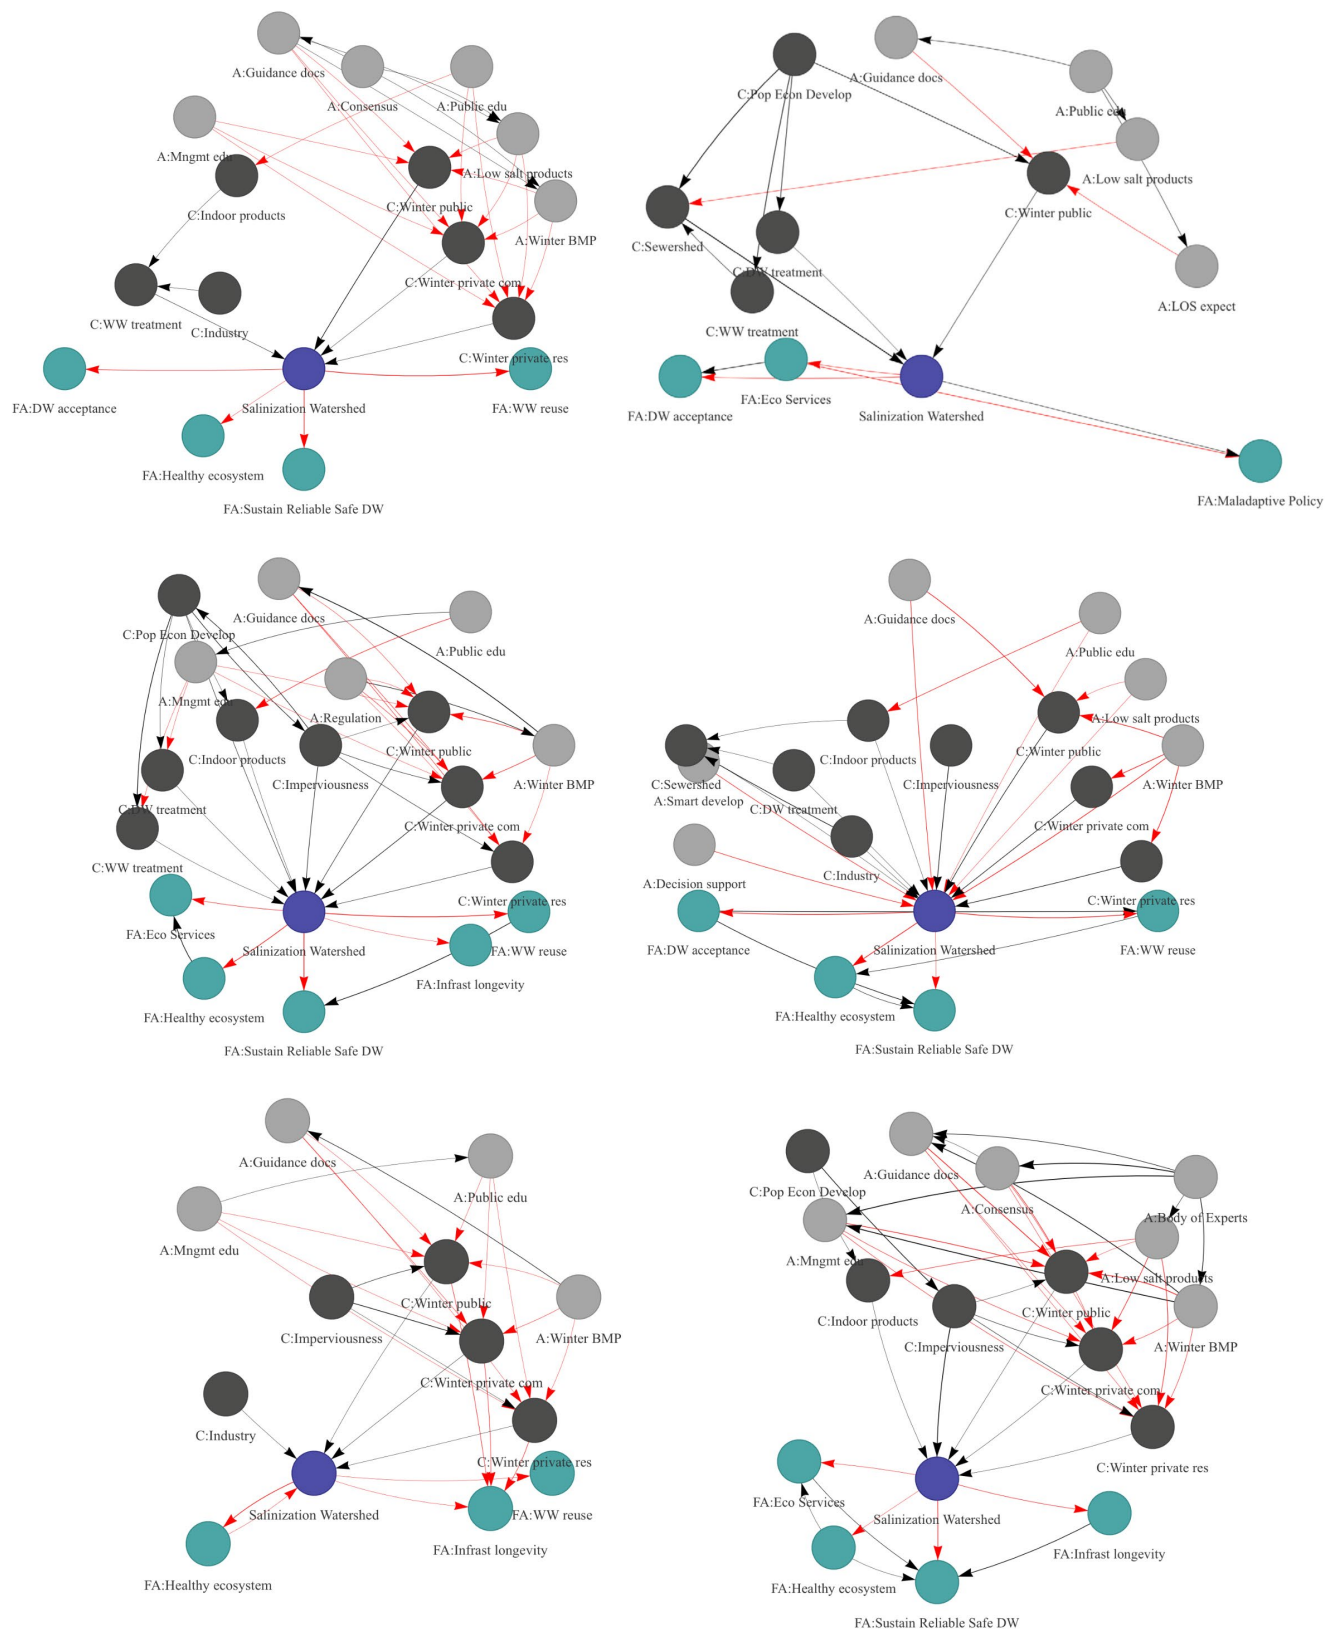 A:Guidance docs
A:Consensus
A:Public edu
A:Mngmt edu
A:Low salt products
C:Winter public
C:Indoor products
A:Winter BMP
C:Winter private com
C:WW treatment
C:Industry
C:Winter private res
FA:DW acceptance
Salinization Watershed
FA:WW reuse
FA:Healthy ecosystem
FA:Sustain Reliable Safe DW
A:Guidance docs
C:Pop Econ Develop
A:Public edu
A:Low salt products
C:Winter public
C:Sewershed
C:DW treatment
A:LOS expect
C:WW treatment
FA:Eco Services
FA:DW acceptance
Salinization Watershed
FA:Maladaptive Policy
A:Guidance docs
C:Pop Econ Develop
A:Public edu
A:Mngmt edu
A:Regulation
C:Winter public
C:Indoor products
C:Imperviousness
A:Winter BMP
C:DW treatment
C:Winter private com
C:WW treatment
C:Winter private res
FA:Eco Services
Salinization Watershed
FA:WW reuse
FA:Infrast longevity
FA:Healthy ecosystem
FA:Sustain Reliable Safe DW
A:Guidance docs
A:Public edu
A:Low salt products
C:Winter public
C:Indoor products
C:Imperviousness
C:Sewershed
A:Winter BMP
A:Smart develop
C:DW treatment
C:Winter private com
C:Industry
A:Decision support
C:Winter private res
FA:DW acceptance
Salinization Watershed
FA:WW reuse
FA:Healthy ecosystem
FA:Sustain Reliable Safe DW
A:Guidance docs
A:Public edu
A:Mngmt edu
C:Winter public
C:Imperviousness
A:Winter BMP
C:Winter private com
C:Industry
C:Winter private res
Salinization Watershed
FA:WW reuse
FA:Infrast longevity
FA:Healthy ecosystem
A:Guidance docs
C:Pop Econ Develop
A:Consensus
A:Body of Experts
A:Mngmt edu
A:Low salt products
C:Winter public
C:Indoor products
C:Imperviousness
A:Winter BMP
C:Winter private com
C:Winter private res
FA:Eco Services
Salinization Watershed
FA:Infrast longevity
FA:Healthy ecosystem
FA:Sustain Reliable Safe DW